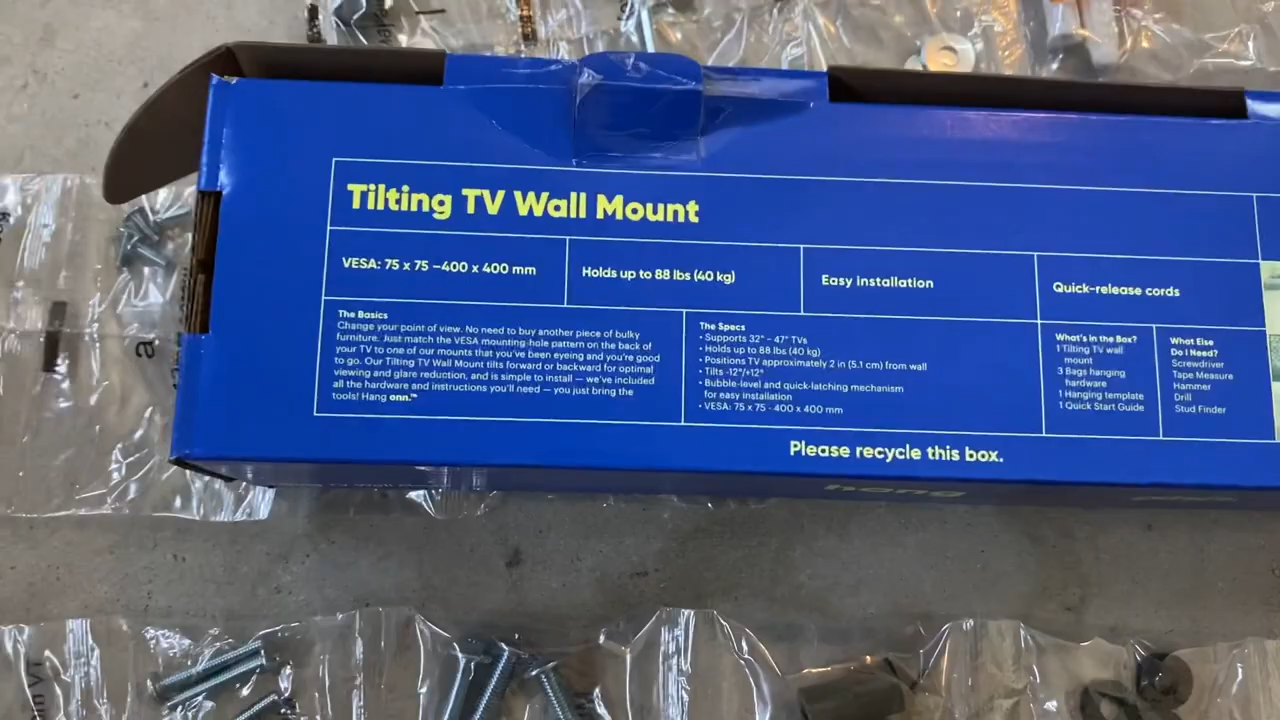 Tilting TV Wall Mount
VESA: 75 x 75 –400 x 400 mm
Holds up to 88 lbs (40 kg)
Easy installation
Quick-release cords
The Basics
Change your point of view. No need to buy another piece of bulky
furniture. Just match the VESA mounting-hole pattern on the back of
your TV to one of our mounts that you've been eyeing and you're good
to go. Our Tilting TV Wall Mount tilts forward or backward for optimal
viewing and glare reduction, and is simple to install — we've included
all the hardware and instructions you'll need — you just bring the
tools! Hang onn.™
The Specs
• Supports 32" – 47" TVs
• Holds up to 88 lbs (40 kg)
• Positions TV approximately 2 in (5.1 cm) from wall
• Tilts -12°/+12°
• Bubble-level and quick-latching mechanism
for easy installation
• VESA: 75 x 75 - 400 x 400 mm
What's in the Box?
1 Tilting TV wall
mount
3 Bags hanging
hardware
1 Hanging template
1 Quick Start Guide
What Else
Do I Need?
Screwdriver
Tape Measure
Hammer
Drill
Stud Finder
Please recycle this box.
hang